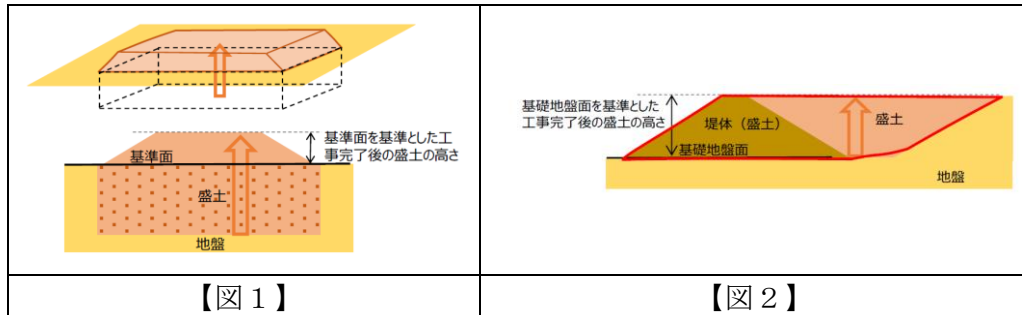 基準面を基準とした工
事完了後の盛土の高さ
基準面
盛土
地盤
【図１】
基礎地盤面を基準とした
工事完了後の盛土の高さ
堤体（盛土）
盛土
基礎地盤面
地盤
【図２】